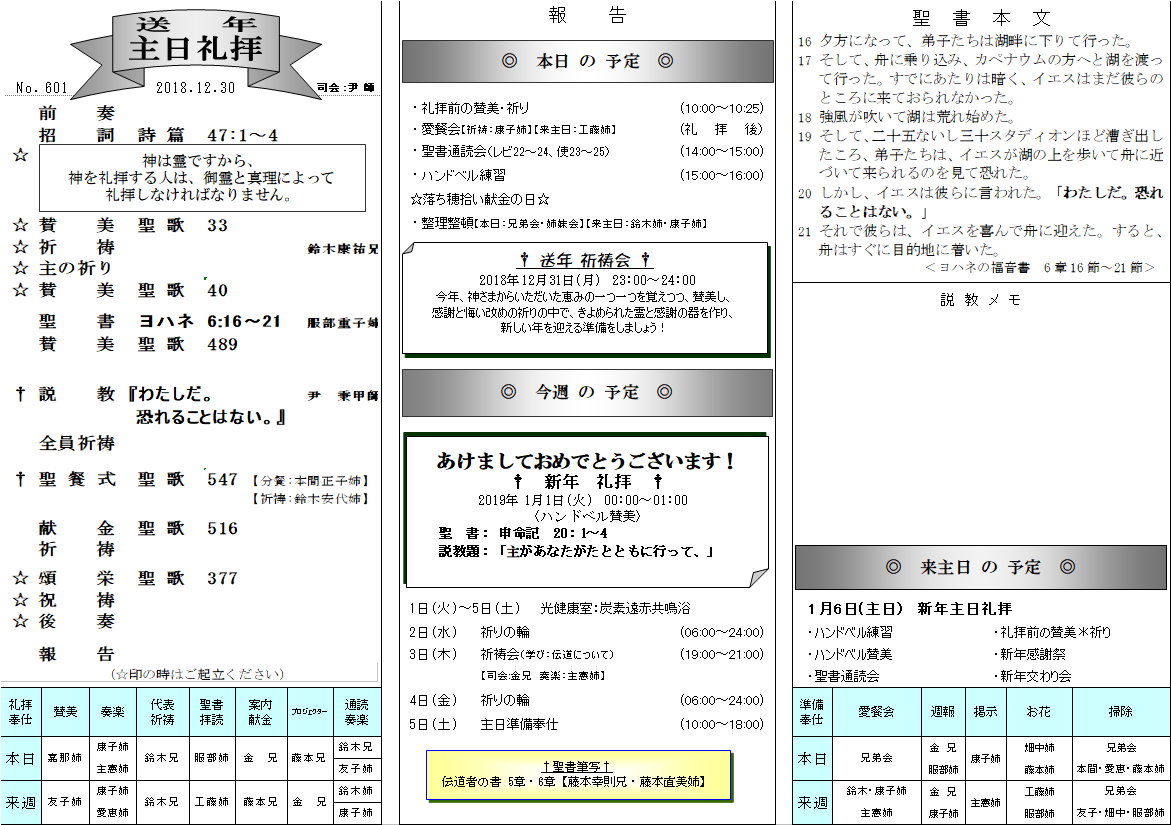 送　年
主日礼拝
No. 601　2018.12.30　司会:尹 師
前　奏
招　詞　詩 篇　47:1～4
☆
神は霊ですから、
神を礼拝する人は、御霊と真理によって
礼拝しなければなりません。
☆ 賛　美　聖 歌　33
☆ 祈　祷　鈴木康祐兄
☆ 主の祈り
☆ 賛　美　聖 歌　40
聖　書　ヨハネ　6:16～21　服部重子姉
賛　美　聖 歌　489
† 説　教　『わたしだ。　尹　秉甲師
恐れることはない。』
全員祈祷
† 聖 餐 式　聖 歌　547　【分餐:本間正子姉】
【祈祷:鈴木安代姉】
献　金　聖 歌　516
祈　祷
☆ 頌　栄　聖 歌　377
☆ 祝　祷
☆ 後　奏
報　告
(☆印の時はご起立ください)
礼拝奉仕　賛美　奏楽　代表祈祷　聖書拝読　案内献金　プロジェクター　通読奏楽
本日　嘉那姉　康子姉 主憲姉　鈴木兄　服部姉　金　兄　藤本兄　鈴木兄 友子姉
来週　友子姉　康子姉 愛恵姉　鈴木兄　工藤姉　藤本兄　金　兄　鈴木姉 康子姉
報　告
◎ 本日 の 予定 ◎
・礼拝前の賛美・祈り　(10:00～10:25)
・愛餐会【祈祷:康子姉】【来主日:工藤姉】　(礼　拝　後)
・聖書通読会(レビ22～24、使23～25)　(14:00～15:00)
・ハンドベル練習　(15:00～16:00)
☆落ち穂拾い献金の日☆
・整理整頓【本日:兄弟会・姉妹会】【来主日:鈴木姉・康子姉】
† 送年 祈祷会 †
2018年12月31日(月)　23:00～24:00
今年、神さまからいただいた恵みの一つ一つを覚えつつ、賛美し、
感謝と悔い改めの祈りの中で、きよめられた霊と感謝の器を作り、
新しい年を迎える準備をしましょう！
◎ 今週 の 予定 ◎
あけましておめでとうございます！
† 新年　礼拝 †
2019年 1月1日(火)　00:00～01:00
〈ハンドベル賛美〉
聖　書： 申命記　20：1～4
説教題：「主があなたがたとともに行って、」
1日(火)～5日(土)　光健康室:炭素遠赤共鳴浴
2日(水)　祈りの輪　(06:00～24:00)
3日(木)　祈祷会(学び:伝道について)　(19:00～21:00)
【司会:金兄　奏楽:主憲姉】
4日(金)　祈りの輪　(06:00～24:00)
5日(土)　主日準備奉仕　(10:00～18:00)
†聖書筆写†
伝道者の書 5章・6章【藤本幸則兄・藤本直美姉】
聖 書 本 文
16 夕方になって、弟子たちは湖畔に下りて行った。
17 そして、舟に乗り込み、カペナウムの方へと湖を渡っ
て行った。すでにあたりは暗く、イエスはまだ彼らの
ところに来ておられなかった。
18 強風が吹いて湖は荒れ始めた。
19 そして、二十五ないし三十スタディオンほど漕ぎ出し
たころ、弟子たちは、イエスが湖の上を歩いて舟に近
づいて来られるのを見て恐れた。
20 しかし、イエスは彼らに言われた。「わたしだ。恐れ
ることはない。」
21 それで彼らは、イエスを喜んで舟に迎えた。すると、
舟はすぐに目的地に着いた。
＜ヨハネの福音書　6章16節～21節＞
説 教 メ モ
◎ 来主日 の 予定 ◎
1月6日(主日)　新年主日礼拝
・ハンドベル練習　・礼拝前の賛美＊祈り
・ハンドベル賛美　・新年感謝祭
・聖書通読会　・新年交わり会
準備奉仕　愛餐会　週報　掲示　お花　掃除
本日　兄弟会　金 兄 服部姉　康子姉　畑中姉 藤本姉　兄弟会 本間・愛恵・藤本姉
来週　鈴木・康子姉 主憲姉　金 兄 康子姉　主憲姉　工藤姉 服部姉　兄弟会 友子・畑中・服部姉